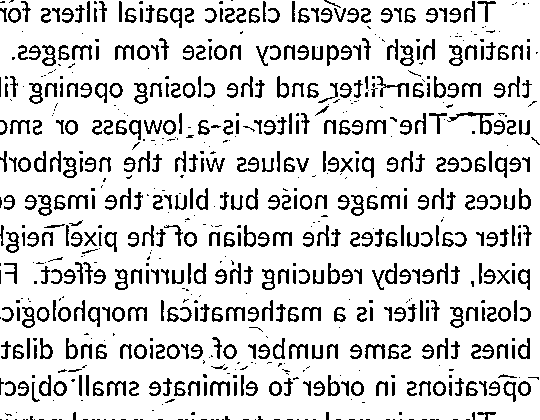 There are several classic spatial filters for
inating high frequency noise from images.
the median filter and the closing opening fil
used. The mean filter is a lowpass or smo
replaces the pixel values with the neighborh
duces the image noise but blurs the image e
filter calculates the median of the pixel neigh
pixel, thereby reducing the blurring effect. Fi
closing filter is a mathematical morphologic
bines the same number of erosion and dilat
operations in order to eliminate small object